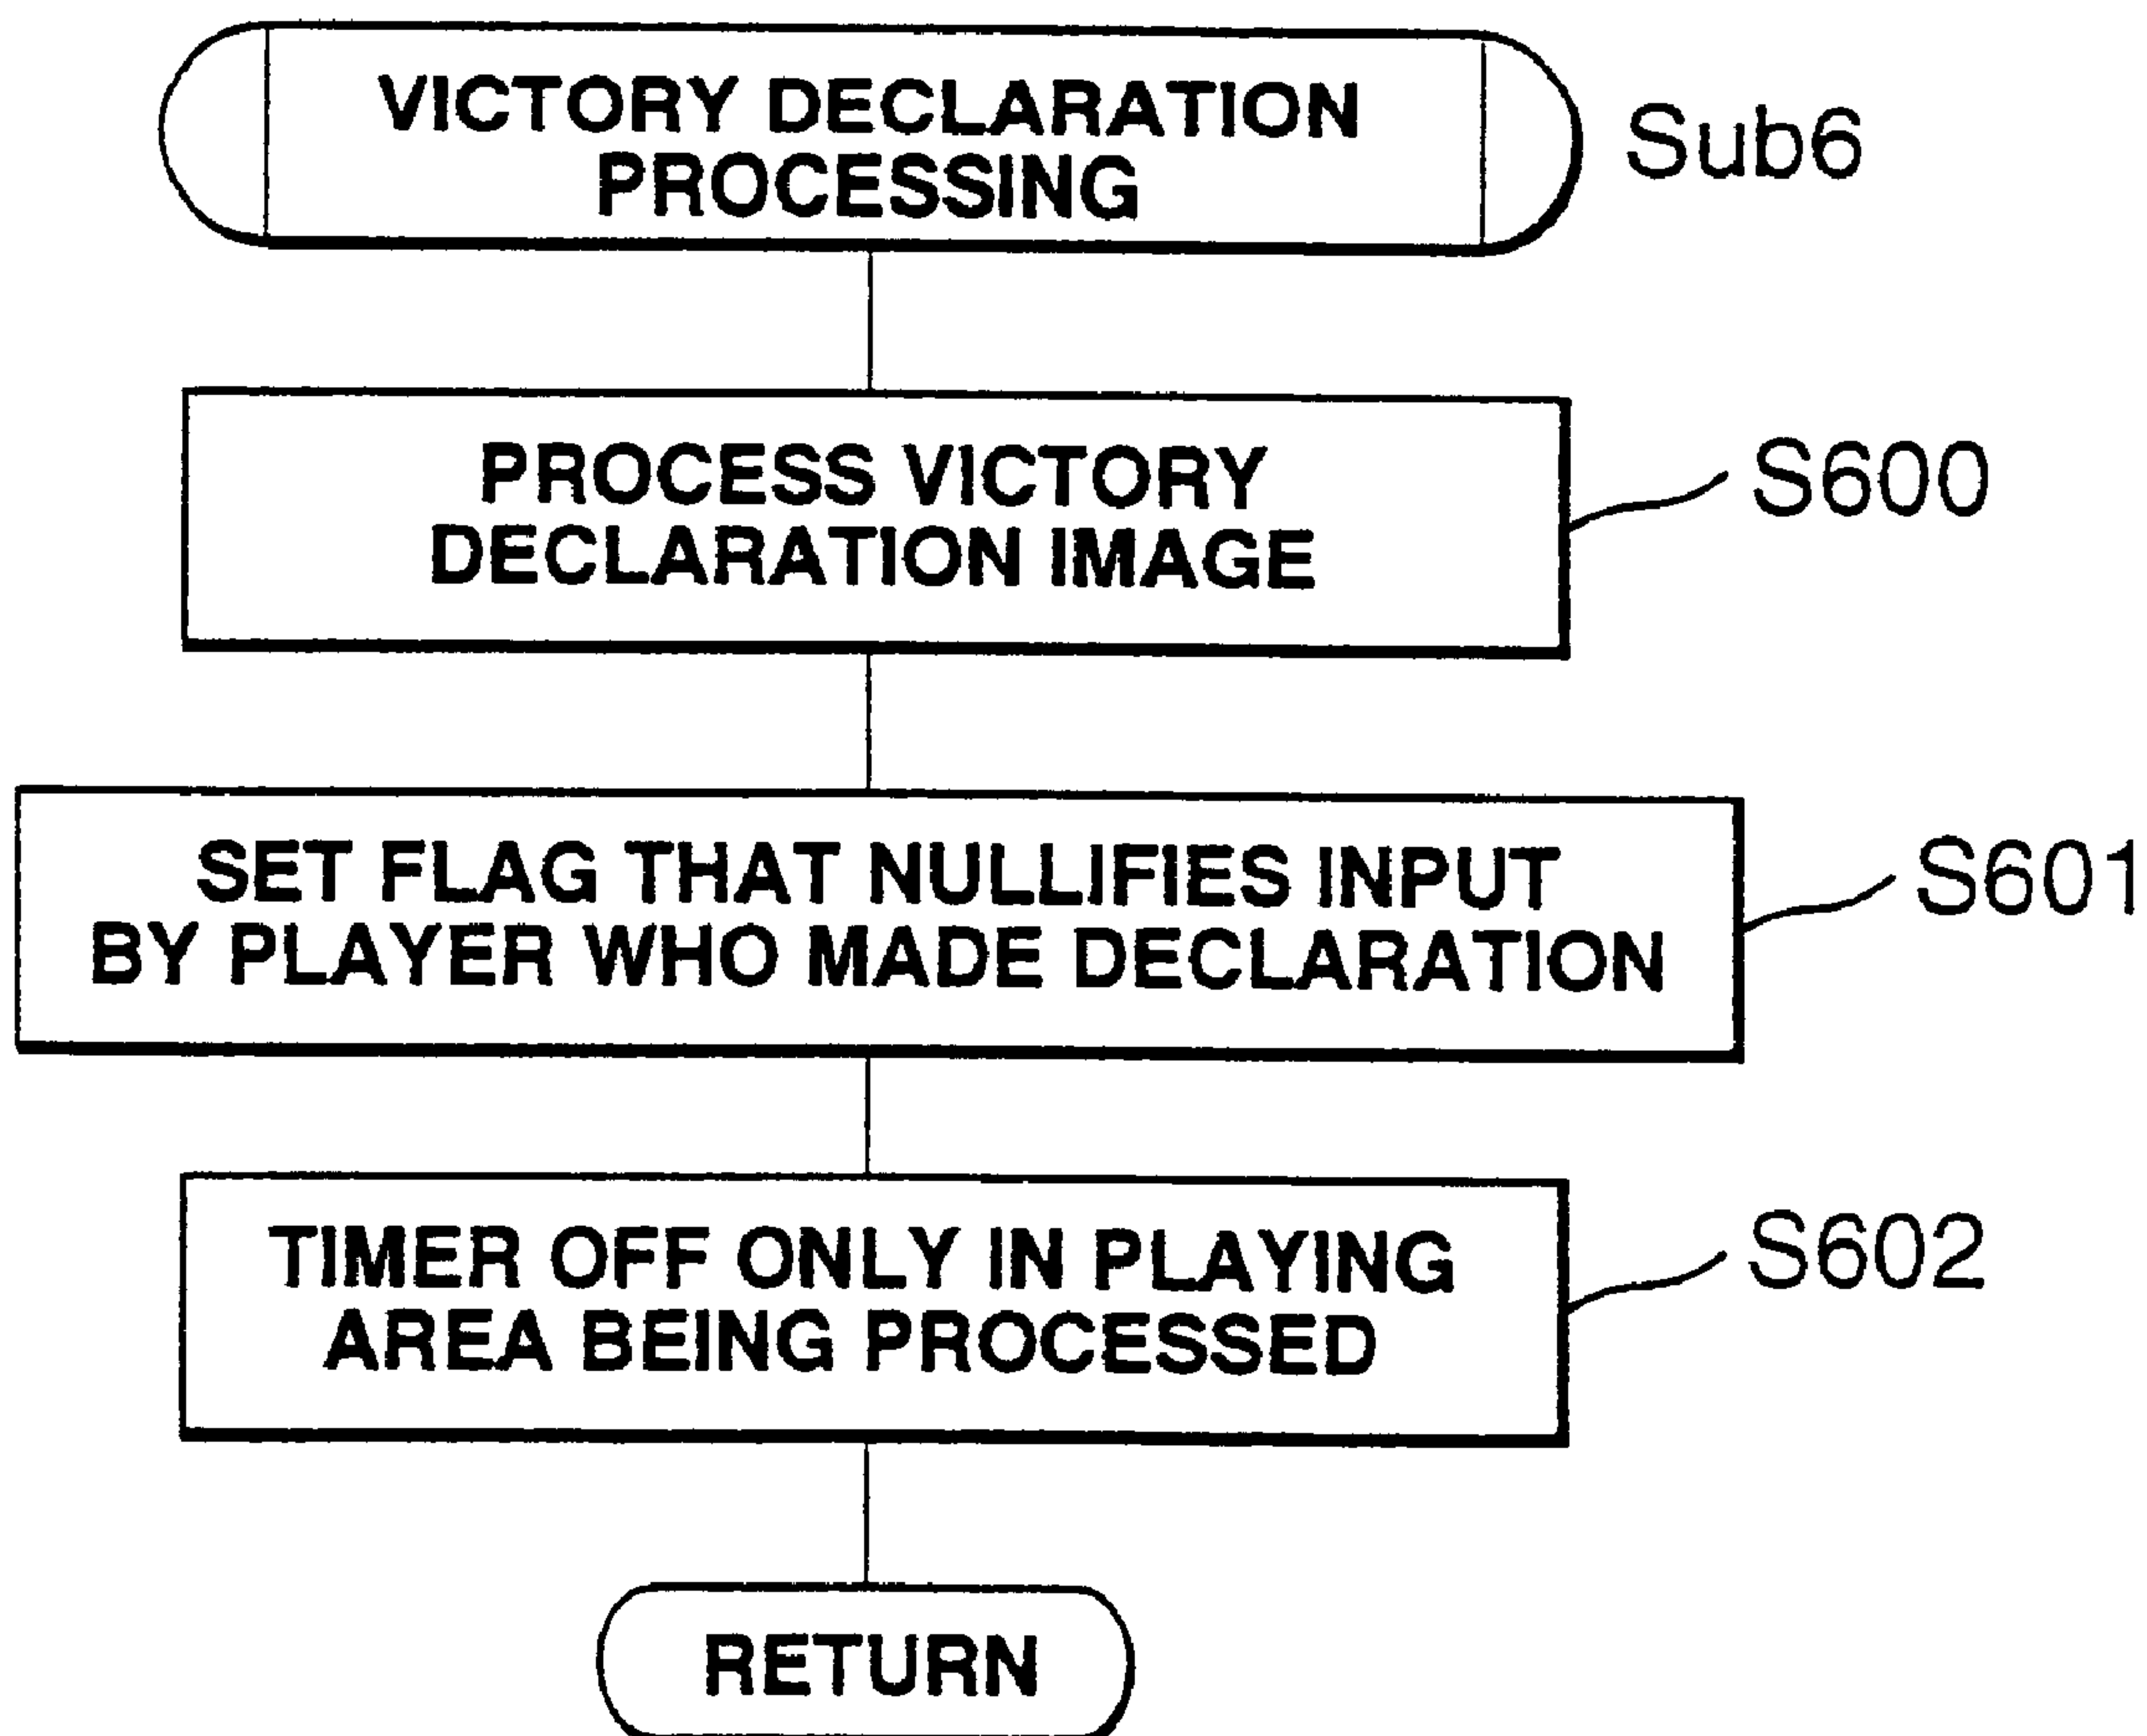 VICTORY DECLARATION
PROCESSING
Sub6
PROCESS VICTORY
DECLARATION IMAGE
S600
SET FLAG THAT NULLIFIES INPUT
BY PLAYER WHO MADE DECLARATION
S601
TIMER OFF ONLY IN PLAYING
AREA BEING PROCESSED
S602
RETURN